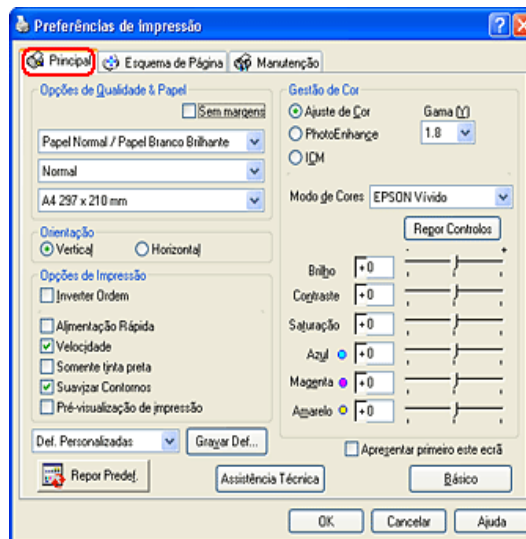 Preferências de impressão
Principal
Esquema de Página
Manutenção
Opções de Qualidade & Papel
Sem margens
Papel Normal / Papel Branco Brilhante
Normal
A4 297 x 210 mm
Orientação
Vertical
Horizontal
Opções de Impressão
Inverter Ordem
Alimentação Rápida
Velocidade
Somente tinta preta
Suavizar Contornos
Pré-visualização de impressão
Def. Personalizadas
Gravar Def...
Repor Predef.
Gestão de Cor
Ajuste de Cor
Gama (Y)
PhotoEnhance
1.8
ICM
Modo de Cores
EPSON Vívido
Repor Controlos
- +
Brilho +0
Contraste +0
Saturação +0
Azul +0
Magenta +0
Amarelo +0
Apresentar primeiro este ecrã
Assistência Técnica
Básico
OK
Cancelar
Ajuda